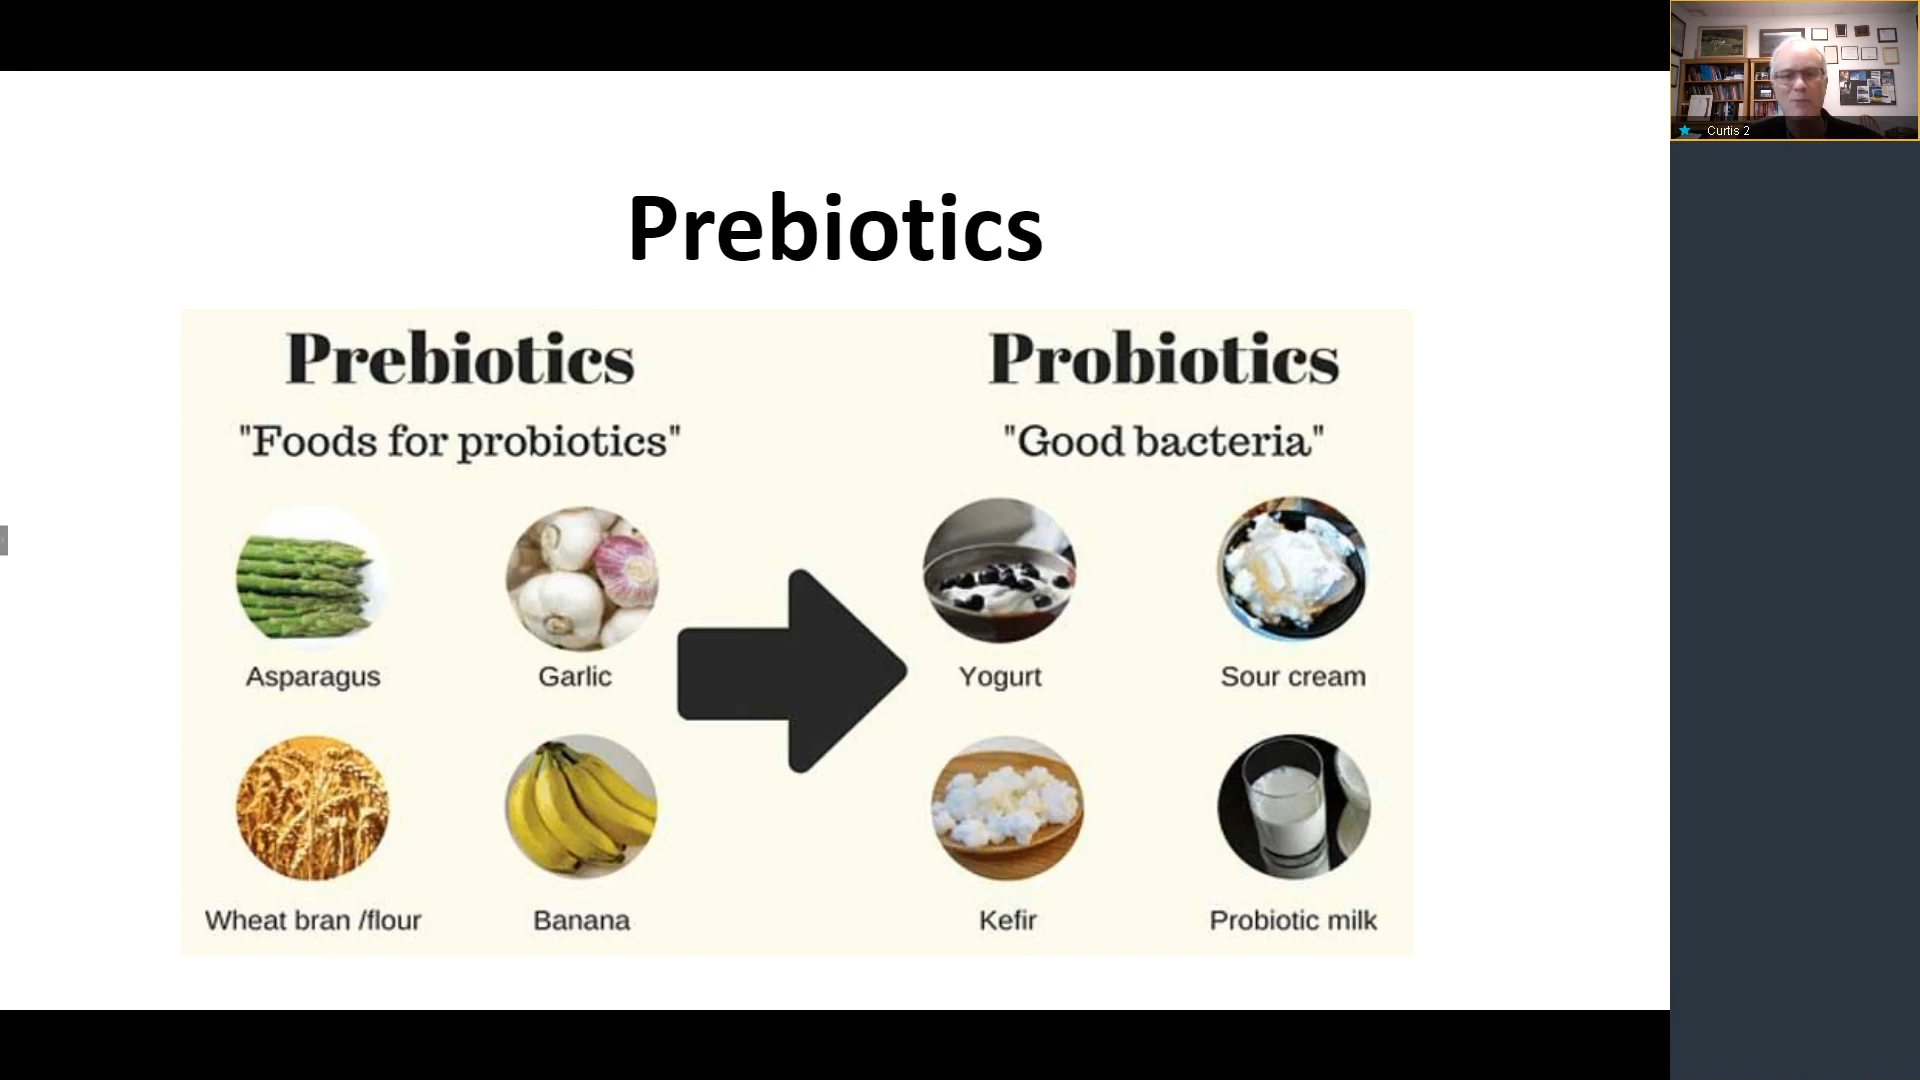 Prebiotics
Prebiotics
"Foods for probiotics"
Asparagus
Garlic
Wheat bran /flour
Banana
Probiotics
"Good bacteria"
Yogurt
Sour cream
Kefir
Probiotic milk
Curtis 2